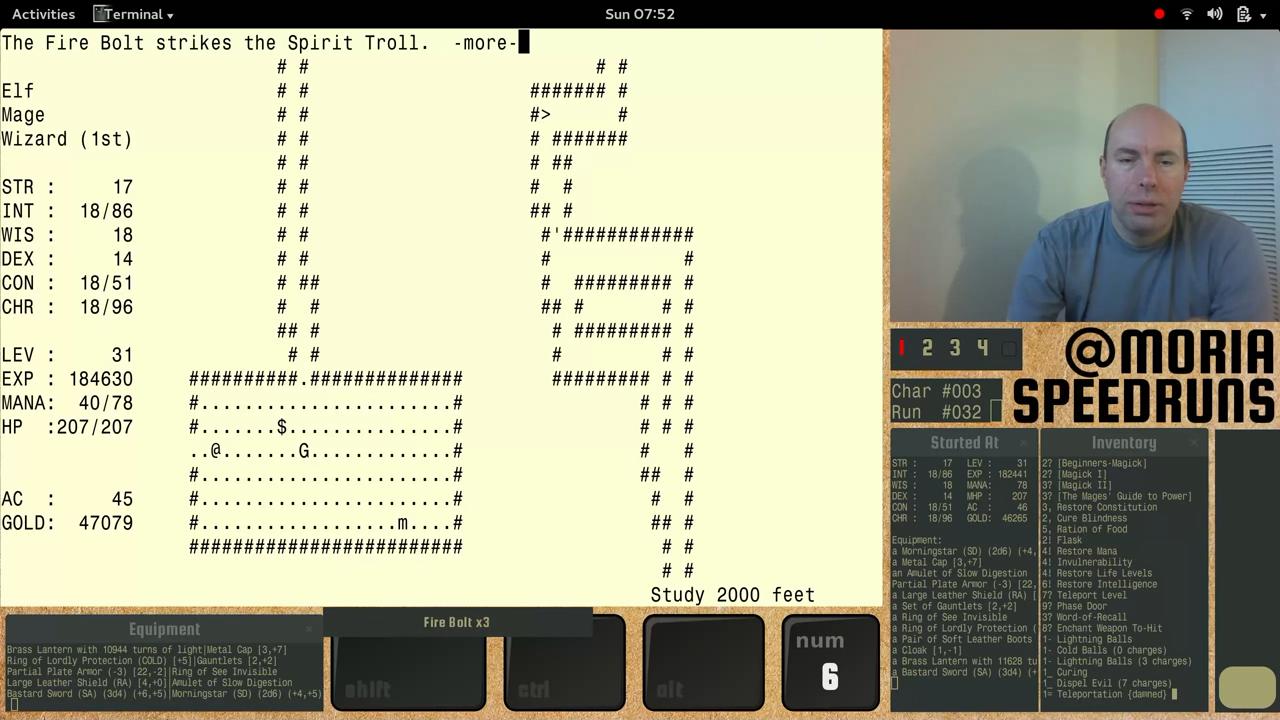 Activities Terminal Sun 07:52
The Fire Bolt strikes the Spirit Troll.  -more-
# # # #
Elf # # ####### #
Mage # # #> #
Wizard (1st) # # # #######
# # # ##
STR : 17 # # # #
INT : 18/86 # # ## #
WIS : 18 # # #'############
DEX : 14 # # # #
CON : 18/51 # ## # ######### #
CHR : 18/96 # # ## # # #
## # # ######### #
LEV : 31 # # # # #
EXP : 184630 ##########.############## ######### # #
MANA: 40/78 #.......................# # # #
HP :207/207 #.......$...............# # # #
..@.......G.............# # #
#.......................# ## #
AC : 45 #.......................# # #
GOLD: 47079 #..................m....# ## #
######################### # #
# #
Study 2000 feet
1 2 3 4
Char #003
Run #032
@MORIA
SPEEDRUNS
Started At
STR : 17 LEV : 31
INT : 18/86 EXP : 182441
WIS : 18 MANA: 78
DEX : 14 MHP : 207
CON : 18/51 AC : 46
CHR : 18/96 GOLD: 46265
Equipment:
a Morningstar (SD) (2d6) (+4,
a Metal Cap [3,+7]
an Amulet of Slow Digestion
Partial Plate Armor (-3) [22,
a Large Leather Shield (RA) [
a Set of Gauntlets [2,+2]
a Ring of See Invisible
a Ring of Lordly Protection (
a Pair of Soft Leather Boots
a Cloak [1,-1]
a Brass Lantern with 11628 tu
a Bastard Sword (SA) (3d4) (+
Inventory
2? [Beginners-Magick]
2? [Magick I]
3? [Magick II]
3? [The Mages' Guide to Power]
3, Restore Constitution
2, Cure Blindness
5, Ration of Food
2! Flask
4! Restore Mana
4! Invulnerability
4! Restore Life Levels
6! Restore Intelligence
7? Teleport Level
9? Phase Door
3? Word-of-Recall
8? Enchant Weapon To-Hit
1- Lightning Balls
1- Cold Balls (0 charges)
1- Lightning Balls (3 charges)
1_ Curing
1_ Dispel Evil (7 charges)
1= Teleportation {damned}
Equipment
Brass Lantern with 10944 turns of light|Metal Cap [3,+7]
Ring of Lordly Protection (COLD) [+5]|Gauntlets [2,+2]
Partial Plate Armor (-3) [22,-2]|Ring of See Invisible
Large Leather Shield (RA) [4,+0]|Amulet of Slow Digestion
Bastard Sword (SA) (3d4) (+6,+5)|Morningstar (SD) (2d6) (+4,+5)
Fire Bolt x3
shift ctrl alt num
6